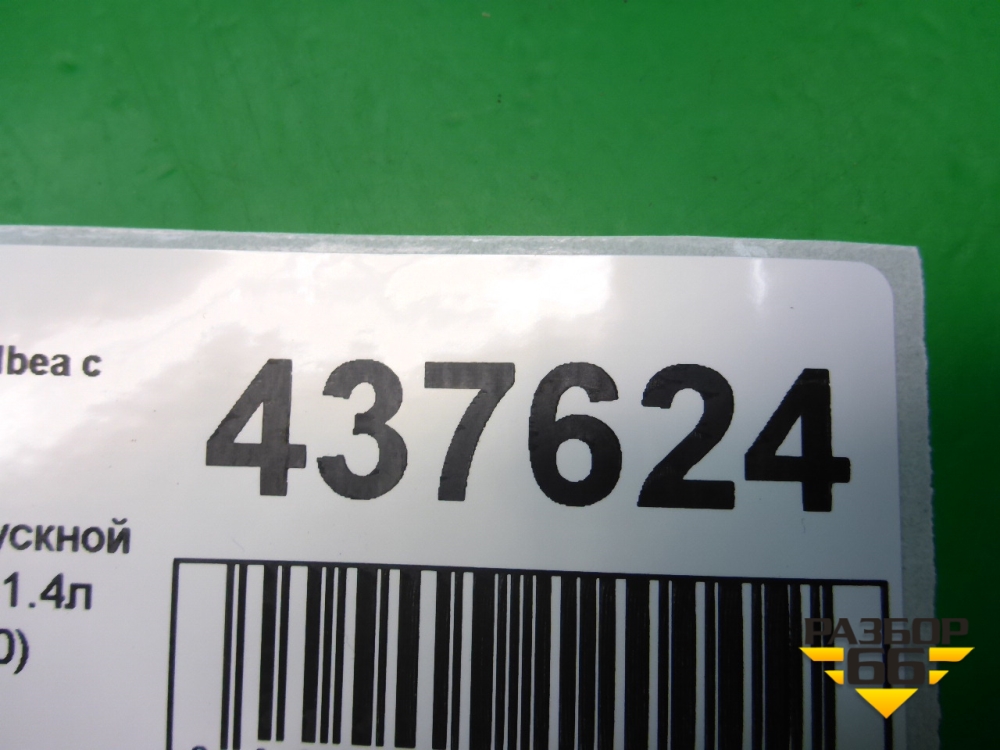 lbea с
437624
ускной
1.4л
0)
РАЗБОР
66